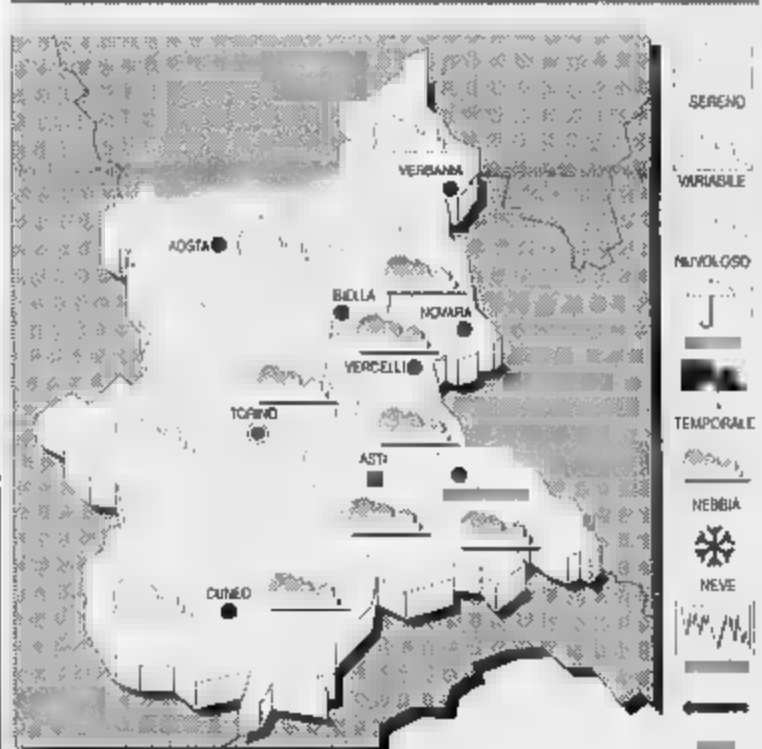 SERENO
VERBANIA
VARIABILE
AOSTA
NUVOLOSO
BIELLA
NOVARA
VERCELLI
TORINO
TEMPORALE
ASTI
NEBBIA
CUNEO
NEVE